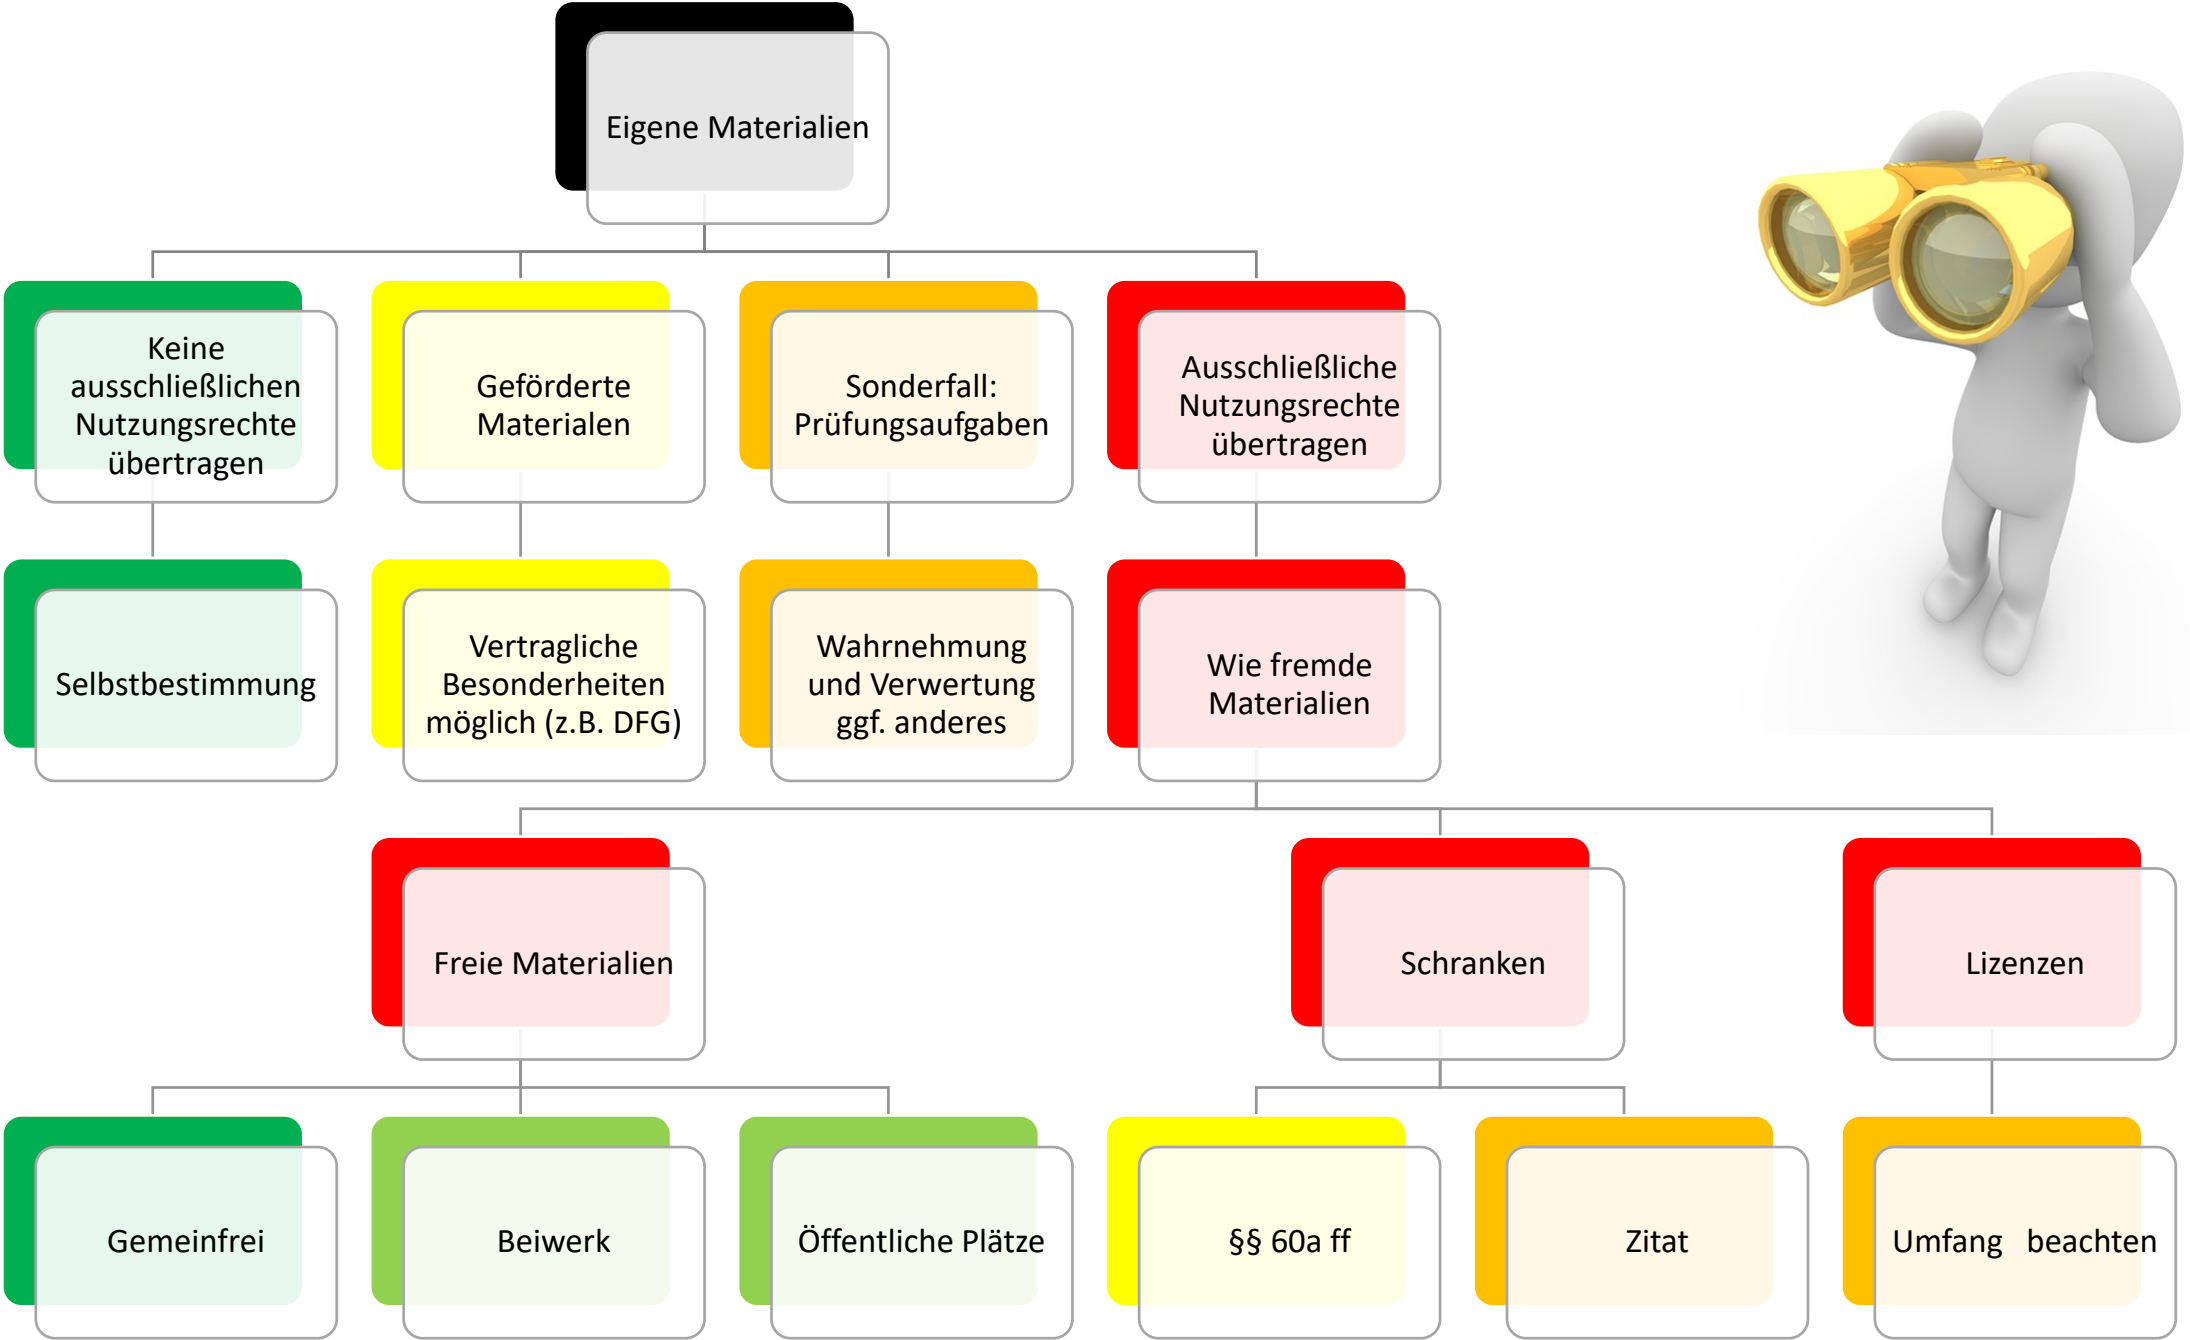 Eigene Materialien
Keine
ausschließlichen
Nutzungsrechte
übertragen
Geförderte
Materialen
Sonderfall:
Prüfungsaufgaben
Ausschließliche
Nutzungsrechte
übertragen
Selbstbestimmung
Vertragliche
Besonderheiten
möglich (z.B. DFG)
Wahrnehmung
und Verwertung
ggf. anderes
Wie fremde
Materialien
Freie Materialien
Schranken
Lizenzen
Gemeinfrei
Beiwerk
Öffentliche Plätze
§§ 60a ff
Zitat
Umfang beachten